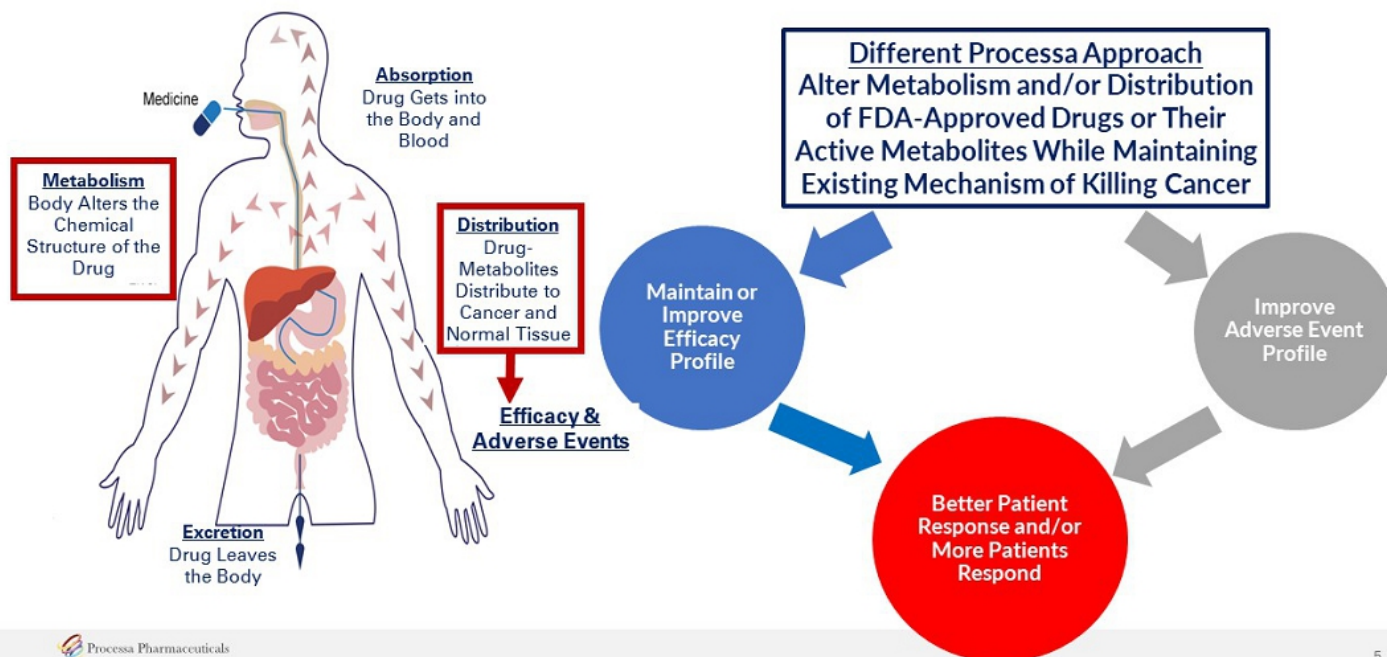 Medicine
Absorption
Drug Gets into
the Body and
Blood
Metabolism
Body Alters the
Chemical
Structure of the
Drug
Distribution
Drug-
Metabolites
Distribute to
Cancer and
Normal Tissue
Efficacy &
Adverse Events
Excretion
Drug Leaves
the Body
Different Processa Approach
Alter Metabolism and/or Distribution
of FDA-Approved Drugs or Their
Active Metabolites While Maintaining
Existing Mechanism of Killing Cancer
Maintain or
Improve
Efficacy
Profile
Improve
Adverse Event
Profile
Better Patient
Response and/or
More Patients
Respond
Processa Pharmaceuticals
5